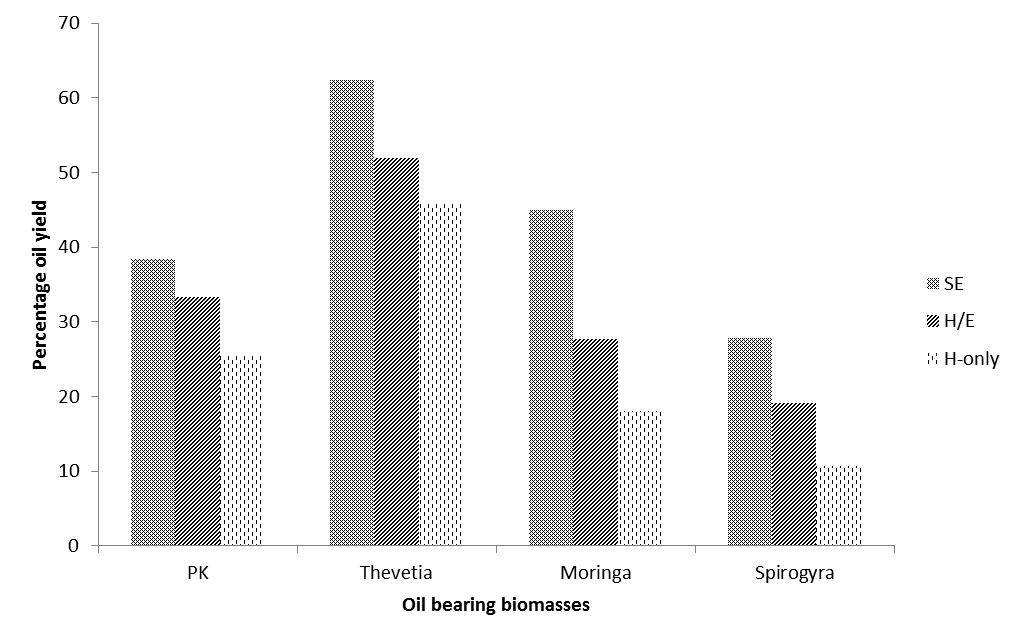 70
60
50
40
30
20
10
0
Percentage oil yield
PK Thevetia Moringa Spirogyra
Oil bearing biomasses
SE
H/E
H-only